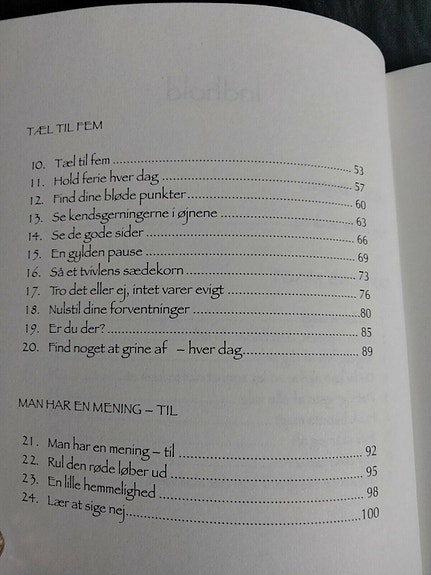 TÆL TIL FEM
10. Tæl til fem 53
11. Hold ferie hver dag 57
12. Find dine bløde punkter 60
13. Se kendsgerningerne i øjnene 63
14. Se de gode sider 66
15. En gylden pause 69
16. Så et tvivlens sædekorn 73
17. Tro det eller ej, intet varer evigt 76
18. Nulstil dine forventninger 80
19. Er du der? 85
20. Find noget at grine af – hver dag 89
MAN HAR EN MENING – TIL
21. Man har en mening – til 92
22. Rul den røde løber ud 95
23. En lille hemmelighed 98
24. Lær at sige nej 100